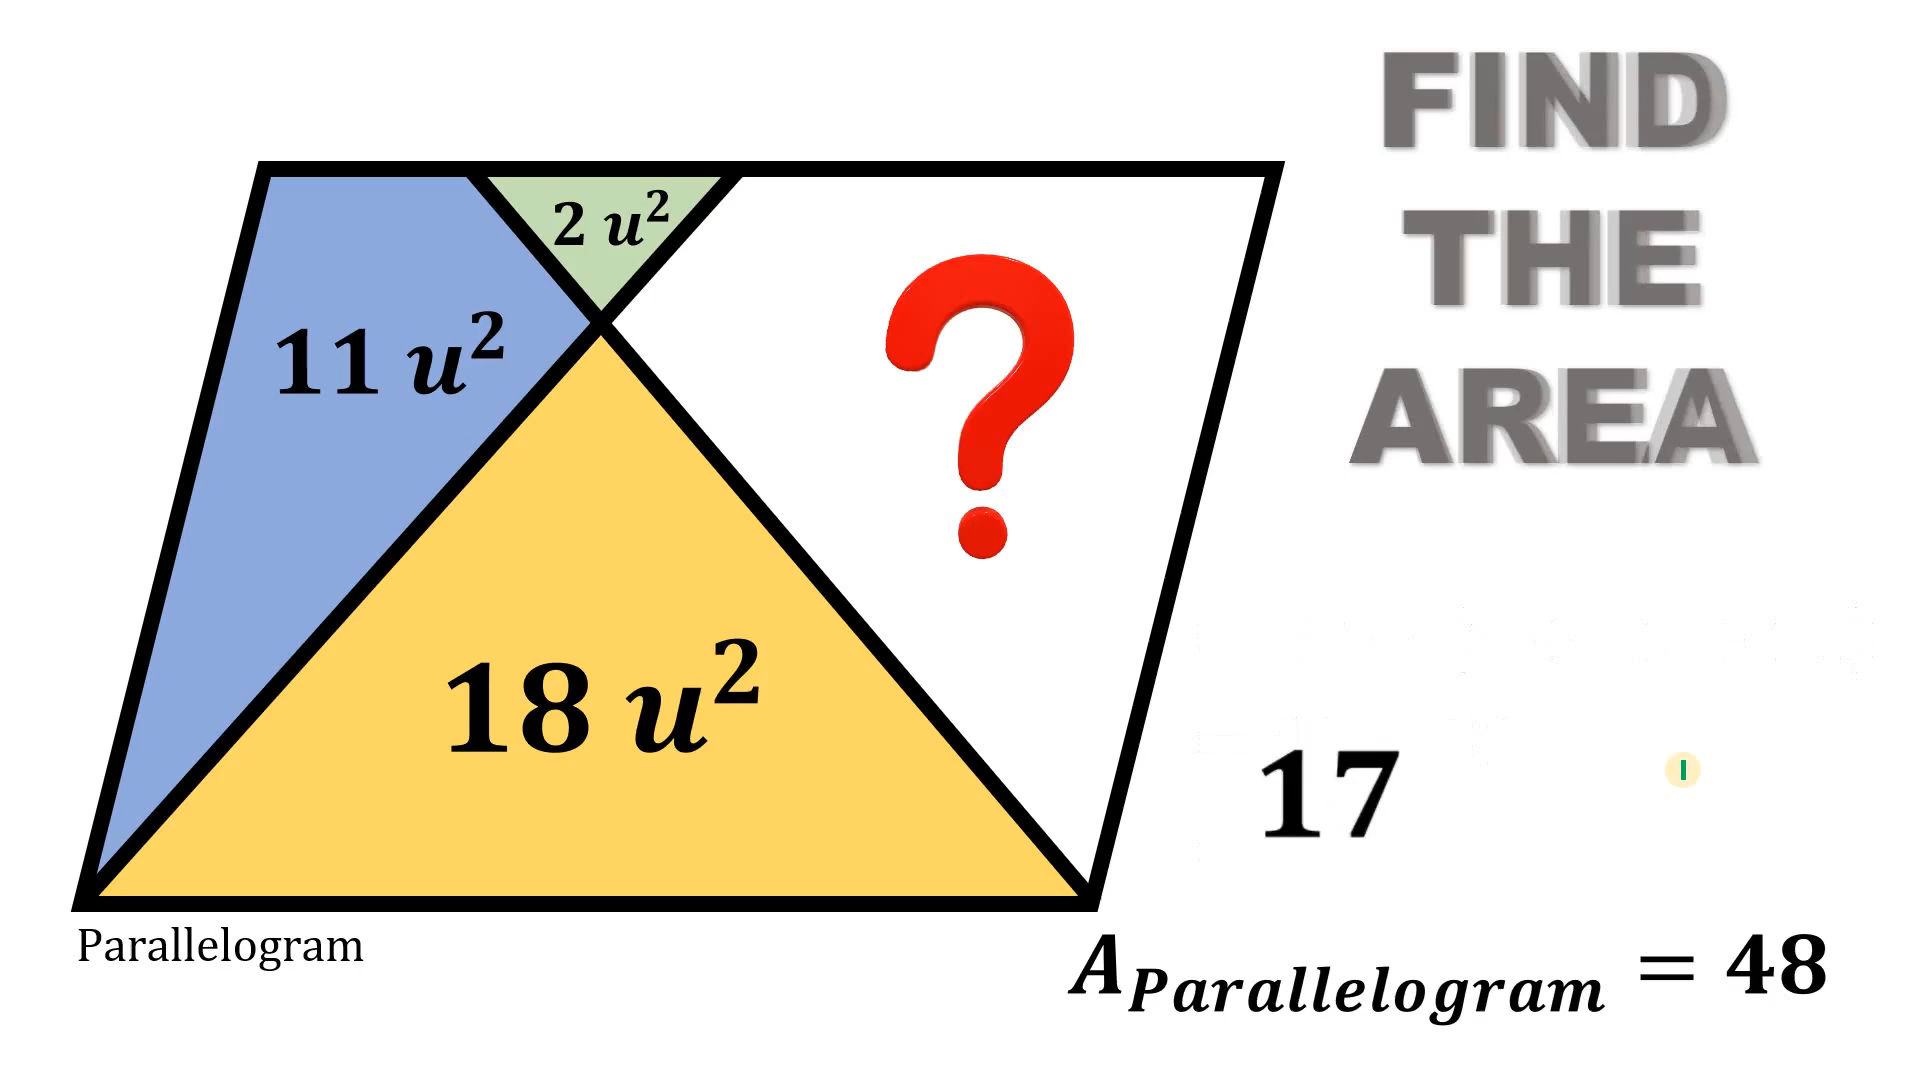 FIND
THE
AREA
2 u²
11 u²
18 u²
?
17
Parallelogram
A_Parallelogram = 48